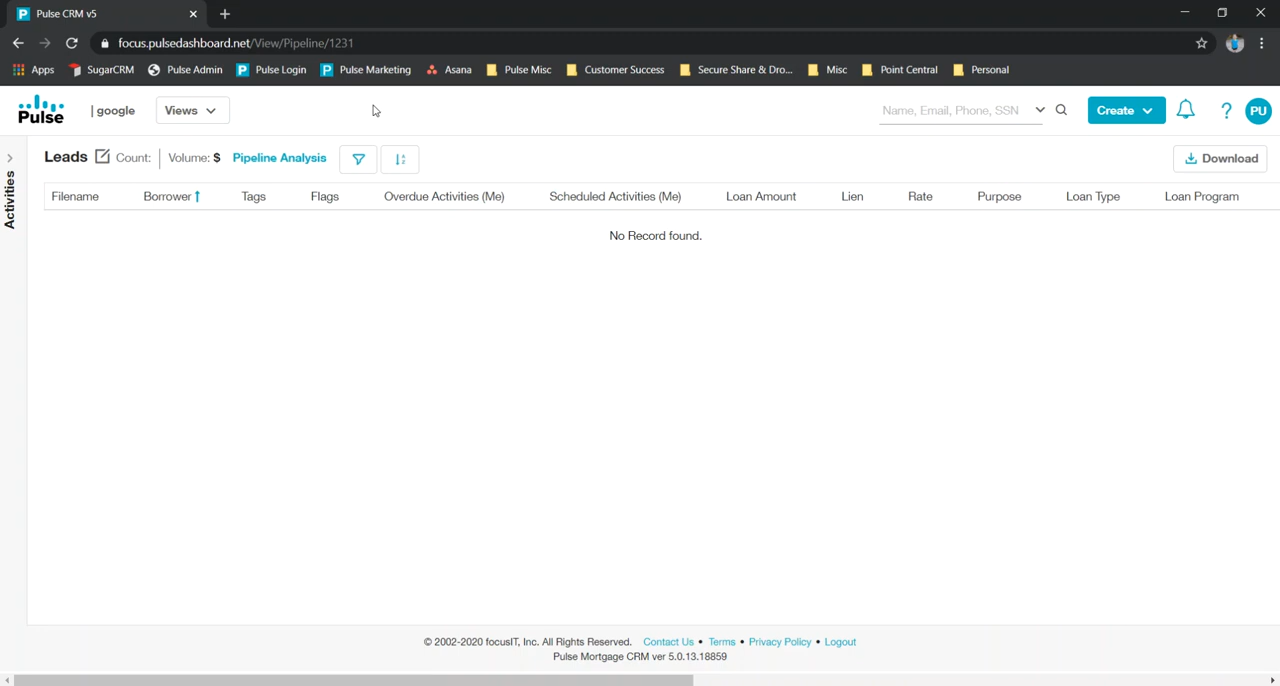 Pulse CRM v5
focus.pulsedashboard.net/View/Pipeline/1231
Apps SugarCRM Pulse Admin Pulse Login Pulse Marketing Asana Pulse Misc Customer Success Secure Share & Dro... Misc Point Central Personal
Pulse | google Views Name, Email, Phone, SSN Create ? PU
Activities
Leads Count: Volume: $ Pipeline Analysis Download
Filename Borrower Tags Flags Overdue Activities (Me) Scheduled Activities (Me) Loan Amount Lien Rate Purpose Loan Type Loan Program
No Record found.
© 2002-2020 focusIT, Inc. All Rights Reserved. Contact Us • Terms • Privacy Policy • Logout
Pulse Mortgage CRM ver 5.0.13.18859